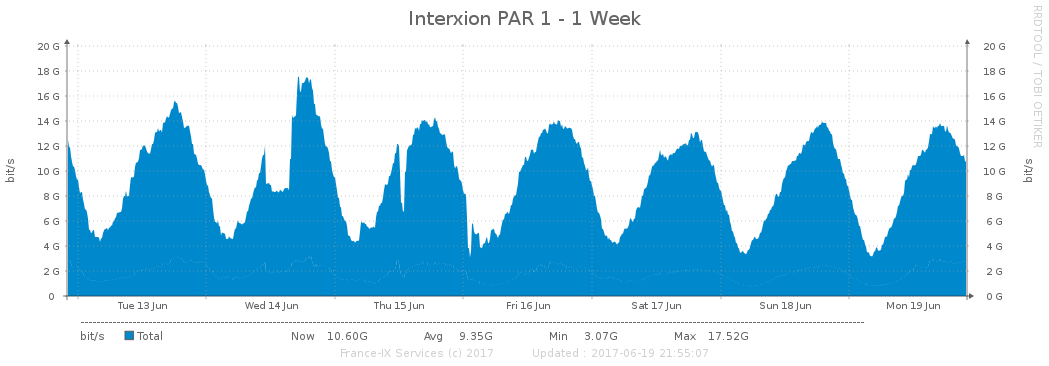 Interxion PAR 1 - 1 Week
RRDTOOL / TOBI OETIKER
bit/s
bit/s
20 G 20 G
18 G 18 G
16 G 16 G
14 G 14 G
12 G 12 G
10 G 10 G
8 G 8 G
6 G 6 G
4 G 4 G
2 G 2 G
0 0 G
Tue 13 Jun Wed 14 Jun Thu 15 Jun Fri 16 Jun Sat 17 Jun Sun 18 Jun Mon 19 Jun
bit/s Total Now 10.60G Avg 9.35G Min 3.07G Max 17.52G
France-IX Services (c) 2017 Updated : 2017-06-19 21:55:07